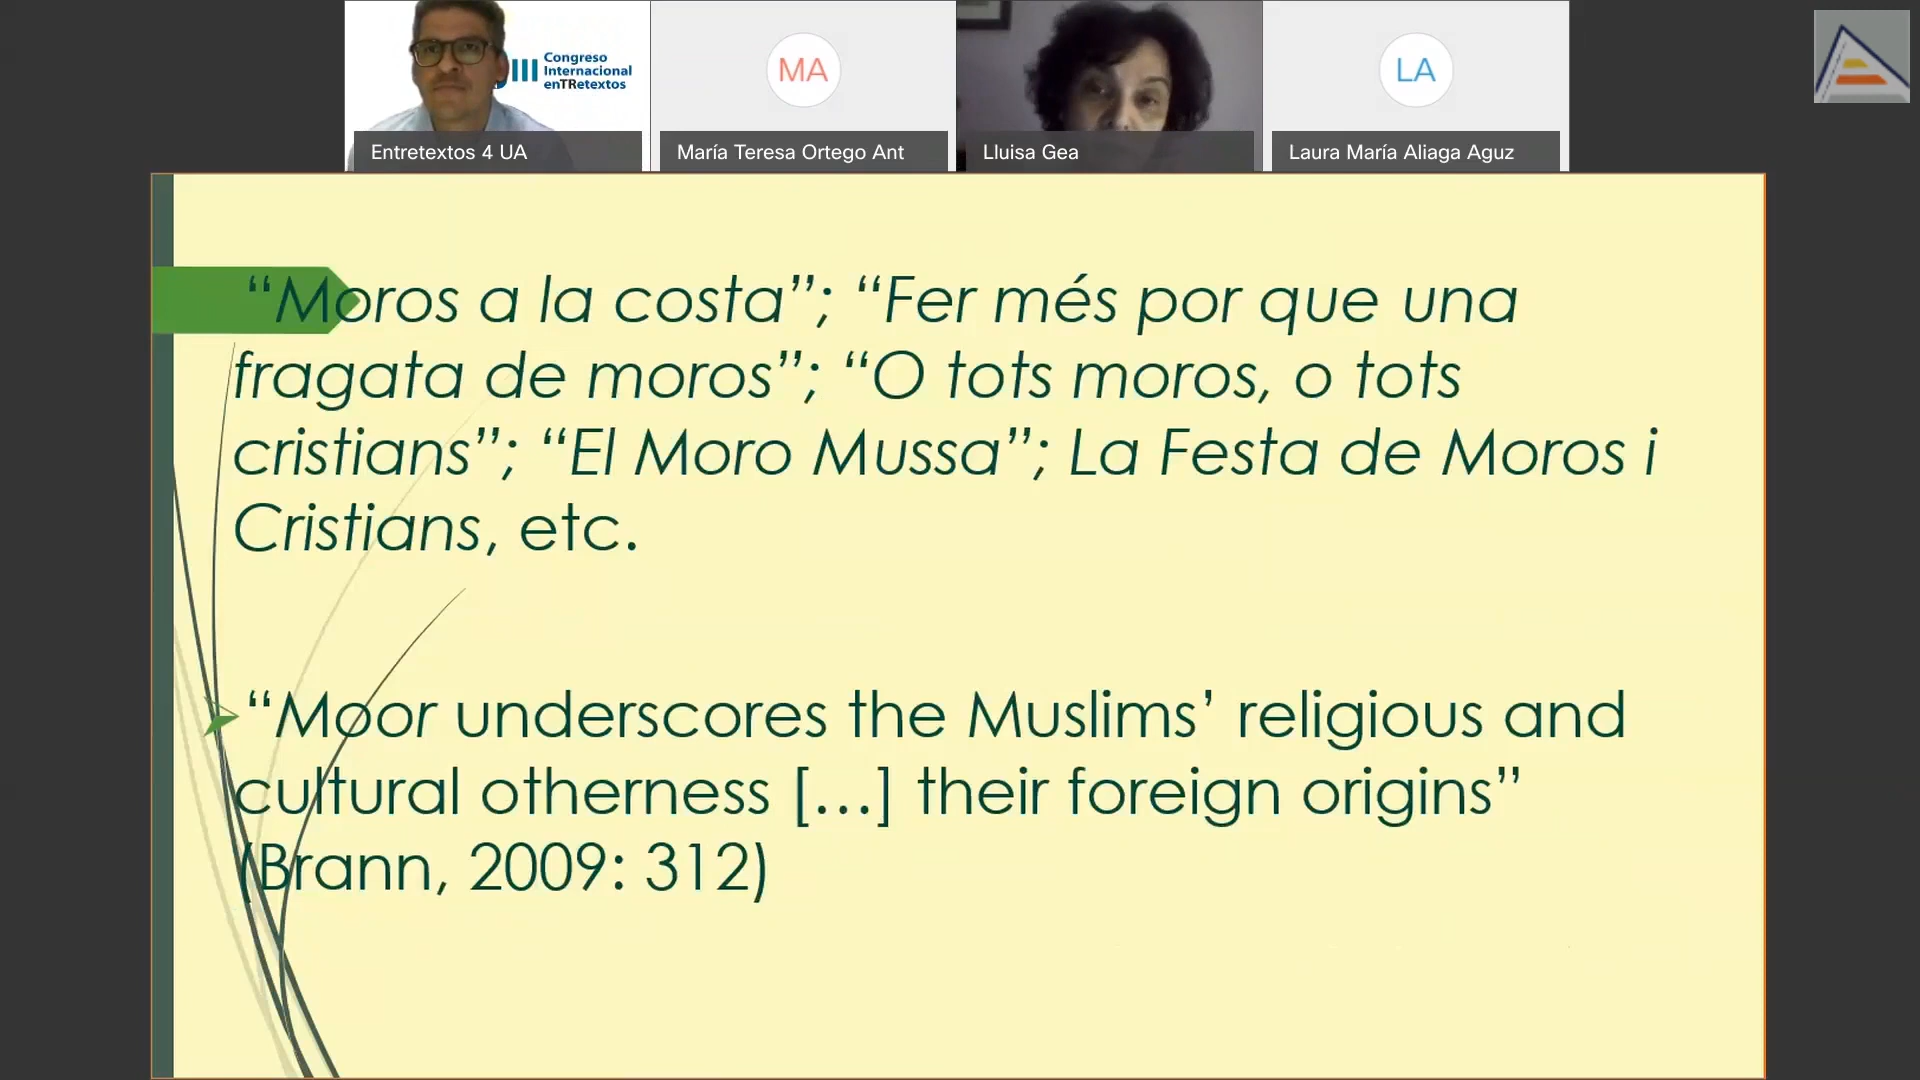 III Congreso
Internacional
enTRetextos
MA
LA
Entretextos 4 UA
María Teresa Ortego Ant
Lluisa Gea
Laura María Aliaga Aguz
“Moros a la costa”; “Fer més por que una
fragata de moros”; “O tots moros, o tots
cristians”; “El Moro Mussa”; La Festa de Moros i
Cristians, etc.
“Moor underscores the Muslims’ religious and
cultural otherness […] their foreign origins”
(Brann, 2009: 312)